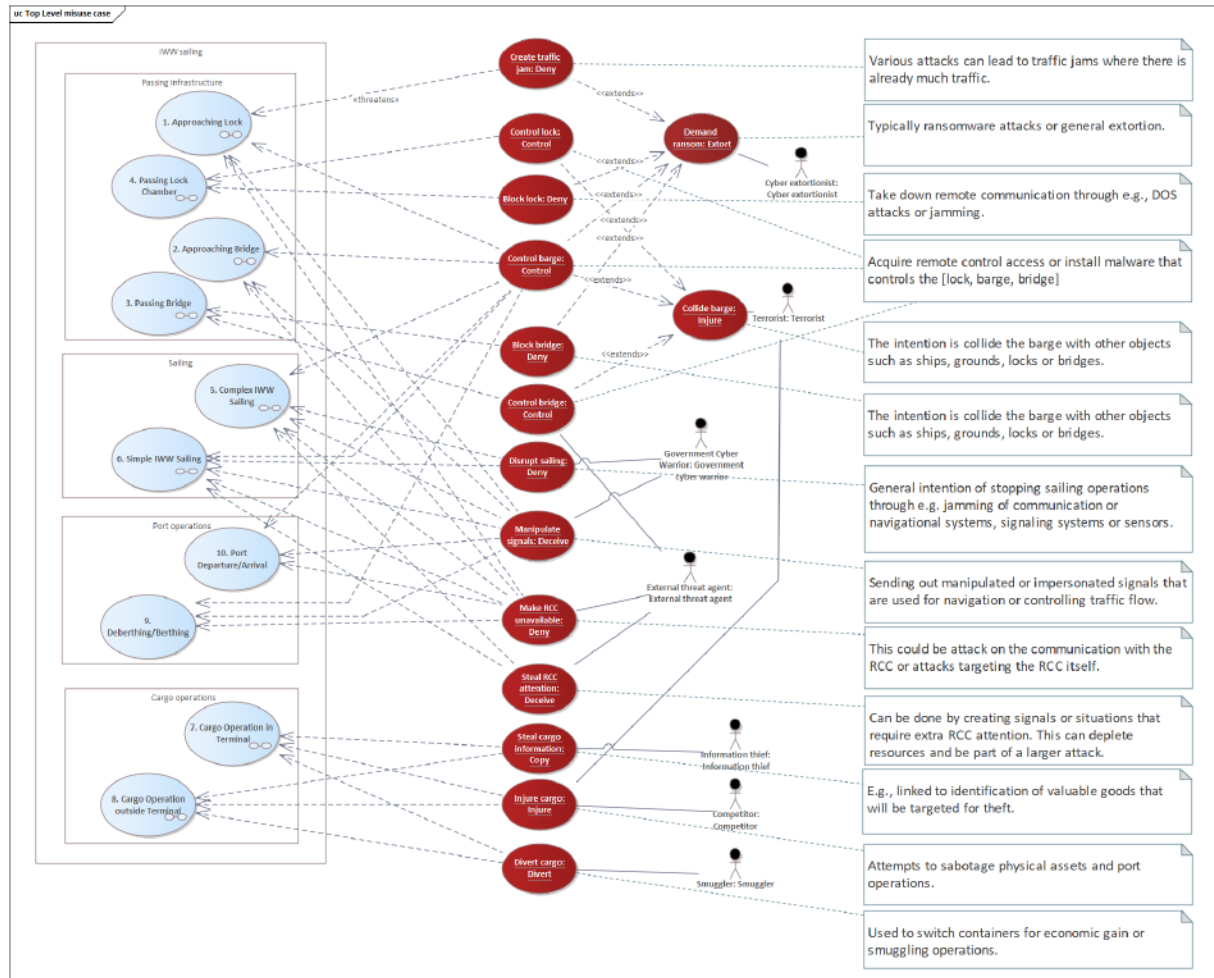 uc Top Level misuse case
IWW sailing
Passing infrastructure
1. Approaching Lock
4. Passing Lock
Chamber
2. Approaching Bridge
3. Passing Bridge
Sailing
5. Complex IWW
Sailing
6. Simple IWW Sailing
Port operations
10. Port
Departure/Arrival
9.
Deberthing/Berthing
Cargo operations
7. Cargo Operation in
Terminal
8. Cargo Operation
outside Terminal
«threatens»
Create traffic
jam: Deny
Control lock:
Control
Block lock: Deny
Control barge:
Control
Block bridge:
Deny
Control bridge:
Control
Disrupt sailing:
Deny
Manipulate
signals: Deceive
Make RCC
unavailable:
Deny
Steal RCC
attention:
Deceive
Steal cargo
information:
Copy
Injure cargo:
Injure
Divert cargo:
Divert
<<extends>>
<<extends>>
<<extends>>
<<extends>>
<<extends>>
<<extends>>
<<extends>>
Demand
ransom: Extort
Collide barge:
Injure
Cyber extortionist:
Cyber extortionist
Terrorist: Terrorist
Government Cyber
Warrior: Government
cyber warrior
External threat agent:
External threat agent
Information thief:
Information thief
Competitor:
Competitor
Smuggler: Smuggler
Various attacks can lead to traffic jams where there is
already much traffic.
Typically ransomware attacks or general extortion.
Take down remote communication through e.g., DOS
attacks or jamming.
Acquire remote control access or install malware that
controls the [lock, barge, bridge]
The intention is collide the barge with other objects
such as ships, grounds, locks or bridges.
The intention is collide the barge with other objects
such as ships, grounds, locks or bridges.
General intention of stopping sailing operations
through e.g. jamming of communication or
navigational systems, signaling systems or sensors.
Sending out manipulated or impersonated signals that
are used for navigation or controlling traffic flow.
This could be attack on the communication with the
RCC or attacks targeting the RCC itself.
Can be done by creating signals or situations that
require extra RCC attention. This can deplete
resources and be part of a larger attack.
E.g., linked to identification of valuable goods that
will be targeted for theft.
Attempts to sabotage physical assets and port
operations.
Used to switch containers for economic gain or
smuggling operations.